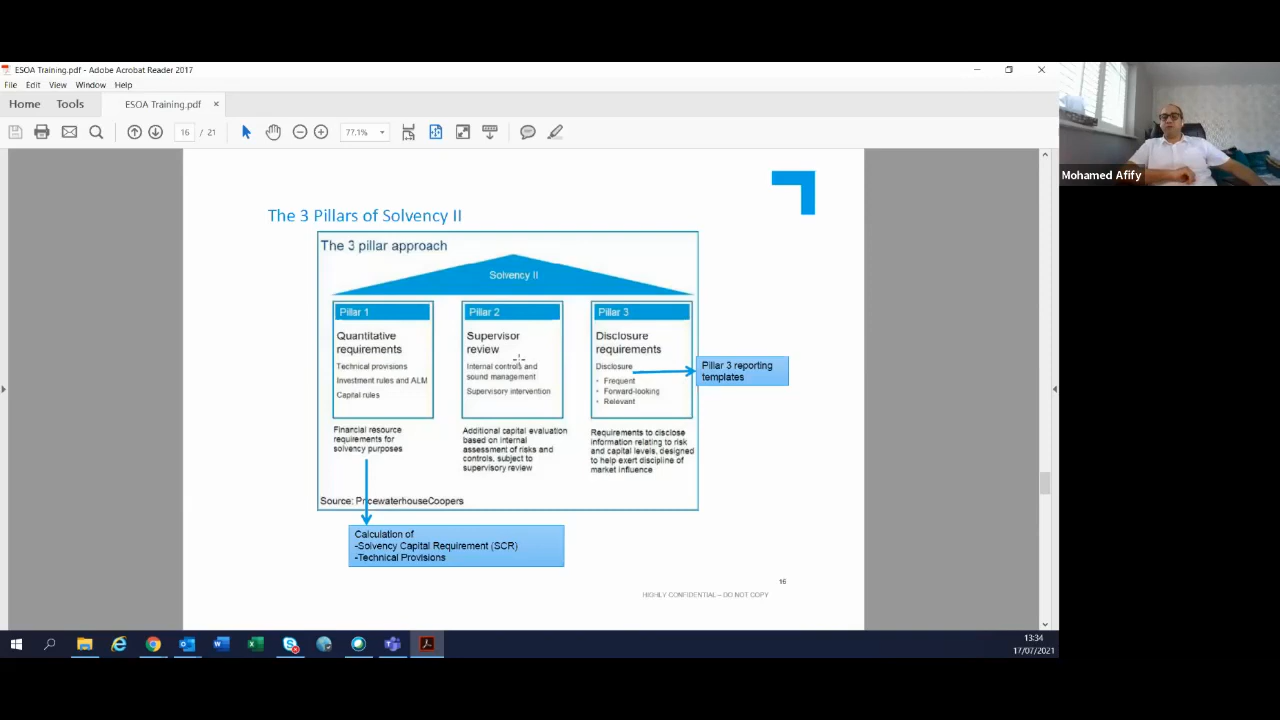 ESOA Training.pdf - Adobe Acrobat Reader 2017
File Edit View Window Help
Home Tools ESOA Training.pdf ×
16 / 21 77.1%
The 3 Pillars of Solvency II
The 3 pillar approach
Solvency II
Pillar 1
Quantitative
requirements
Technical provisions
Investment rules and ALM
Capital rules
Financial resource
requirements for
solvency purposes
Pillar 2
Supervisor
review
Internal controls and
sound management
Supervisory intervention
Additional capital evaluation
based on internal
assessment of risks and
controls, subject to
supervisory review
Pillar 3
Disclosure
requirements
Disclosure
• Frequent
• Forward-looking
• Relevant
Requirements to disclose
information relating to risk
and capital levels, designed
to help exert discipline of
market influence
Pillar 3 reporting
templates
Source: PricewaterhouseCoopers
Calculation of
-Solvency Capital Requirement (SCR)
-Technical Provisions
16
HIGHLY CONFIDENTIAL – DO NOT COPY
Mohamed Afify
13:34
17/07/2021